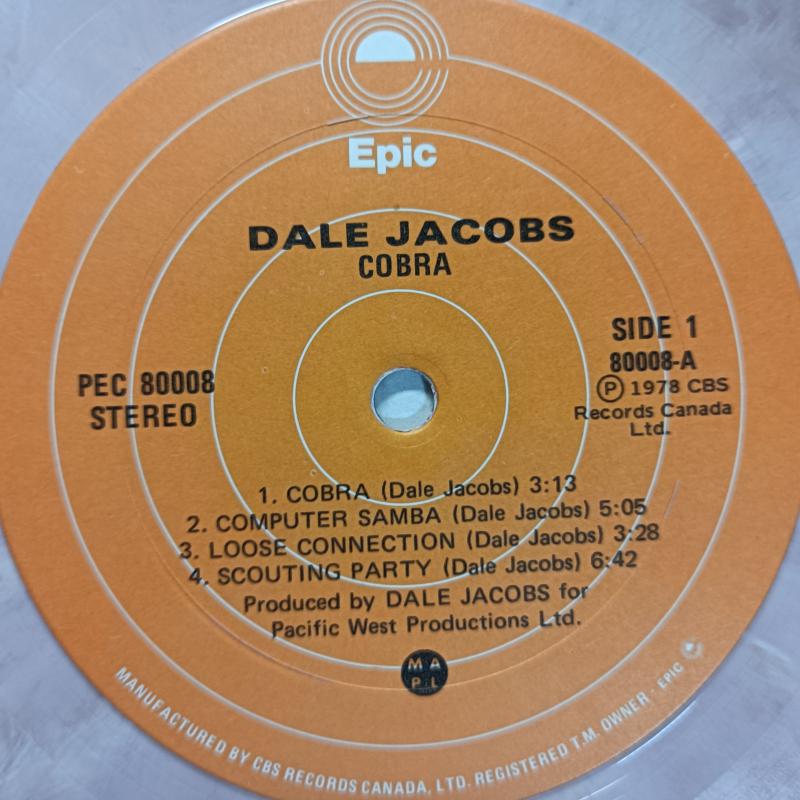 Epic
DALE JACOBS
COBRA
PEC 80008
STEREO
SIDE 1
80008-A
Ⓟ 1978 CBS
Records Canada
Ltd.
1. COBRA (Dale Jacobs) 3:13
2. COMPUTER SAMBA (Dale Jacobs) 5:05
3. LOOSE CONNECTION (Dale Jacobs) 3:28
4. SCOUTING PARTY (Dale Jacobs) 6:42
Produced by DALE JACOBS for
Pacific West Productions Ltd.
M A
P L
MANUFACTURED BY CBS RECORDS CANADA, LTD. REGISTERED T.M. OWNER · EPIC